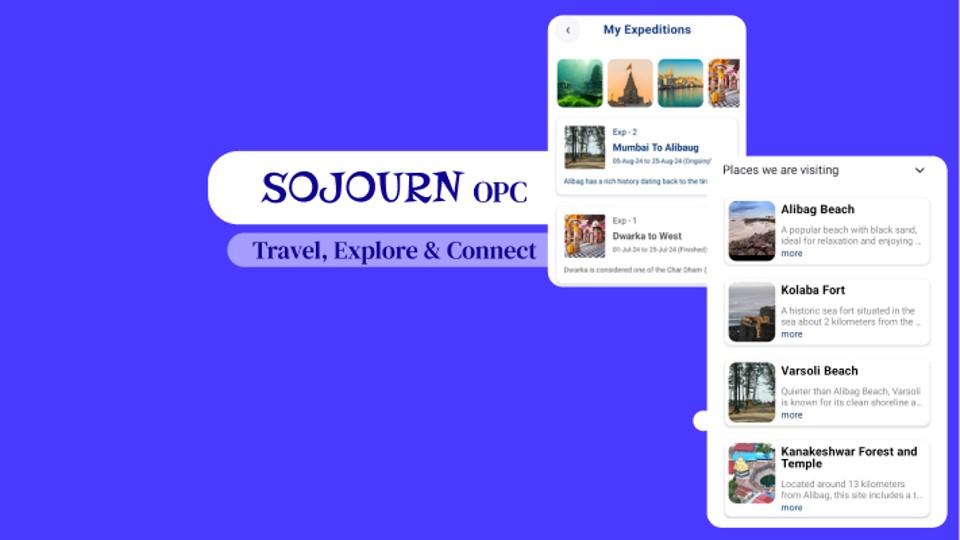 SOJOURN OPC
Travel, Explore & Connect
My Expeditions
Exp - 2
Mumbai To Alibaug
05-Aug-24 to 25-Aug-24 (Ongoing)
Alibag has a rich history dating back to the
Exp - 1
Dwarka to West
01-Jul-24 to 25-Jul-24 (Finished)
Dwarka is considered one of the Char Dham (
Places we are visiting
Alibag Beach
A popular beach with black sand,
ideal for relaxation and enjoying ...
more
Kolaba Fort
A historic sea fort situated in the
sea about 2 kilometers from the ...
more
Varsoli Beach
Quieter than Alibag Beach, Varsoli
is known for its clean shoreline a...
more
Kanakeshwar Forest and
Temple
Located around 13 kilometers
from Alibag, this site includes a t...
more